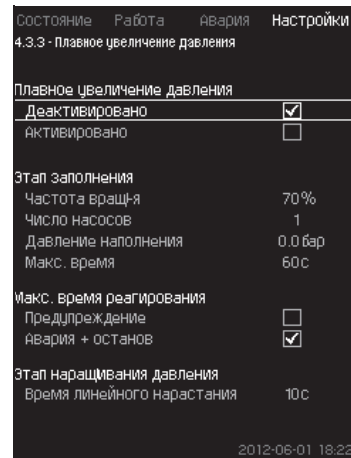 Состояние Работа Авария Настройки
4.3.3 - Плавное увеличение давления
Плавное увеличение давления
Деактивировано
Активировано
Этап заполнения
Частота вращ-я 70%
Число насосов 1
Давление наполнения 0.0 бар
Макс. время 60с
Макс. время реагирования
Предупреждение
Авария + останов
Этап наращивания давления
Время линейного нарастания 10с
2012-06-01 18:22